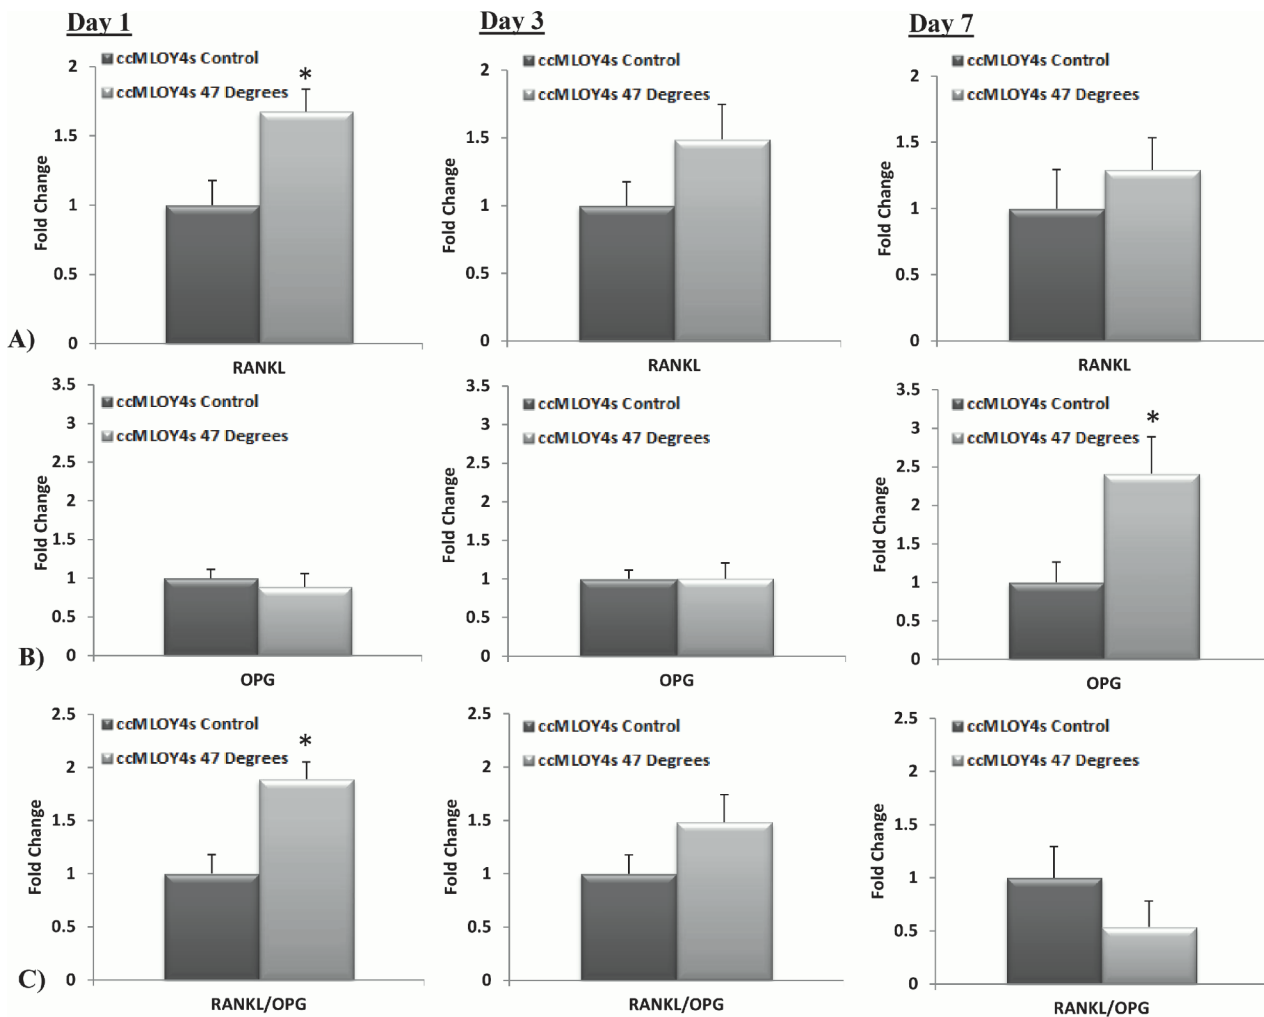 Day 1
Day 3
Day 7
ccMLOY4s Control
ccMLOY4s 47 Degrees
*
Fold Change
2
1.5
1
0.5
0
RANKL
ccMLOY4s Control
ccMLOY4s 47 Degrees
Fold Change
2
1.5
1
0.5
0
RANKL
ccMLOY4s Control
ccMLOY4s 47 Degrees
Fold Change
2
1.5
1
0.5
0
RANKL
A)
ccMLOY4s Control
ccMLOY4s 47 Degrees
Fold Change
3.5
3
2.5
2
1.5
1
0.5
0
OPG
ccMLOY4s Control
ccMLOY4s 47 Degrees
Fold Change
3.5
3
2.5
2
1.5
1
0.5
0
OPG
ccMLOY4s Control
ccMLOY4s 47 Degrees
*
Fold Change
3.5
3
2.5
2
1.5
1
0.5
0
OPG
B)
ccMLOY4s Control
ccMLOY4s 47 Degrees
*
Fold Change
2.5
2
1.5
1
0.5
0
RANKL/OPG
ccMLOY4s Control
ccMLOY4s 47 Degrees
Fold Change
2.5
2
1.5
1
0.5
0
RANKL/OPG
ccMLOY4s Control
ccMLOY4s 47 Degrees
Fold Change
2.5
2
1.5
1
0.5
0
RANKL/OPG
C)